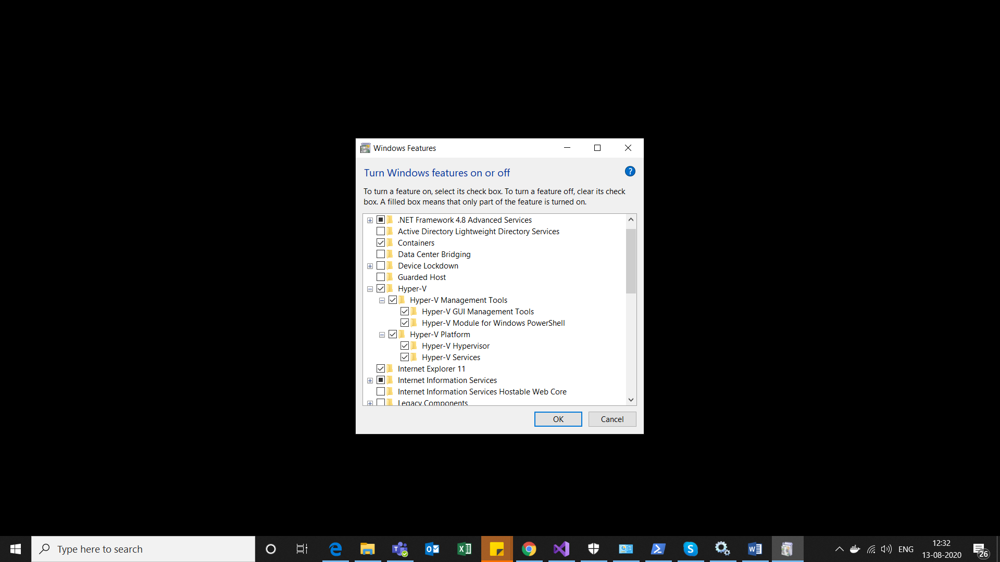 Windows Features
Turn Windows features on or off
?
To turn a feature on, select its check box. To turn a feature off, clear its check
box. A filled box means that only part of the feature is turned on.
.NET Framework 4.8 Advanced Services
Active Directory Lightweight Directory Services
Containers
Data Center Bridging
Device Lockdown
Guarded Host
Hyper-V
Hyper-V Management Tools
Hyper-V GUI Management Tools
Hyper-V Module for Windows PowerShell
Hyper-V Platform
Hyper-V Hypervisor
Hyper-V Services
Internet Explorer 11
Internet Information Services
Internet Information Services Hostable Web Core
Legacy Components
OK Cancel
Type here to search
ENG
12:32
13-08-2020
26